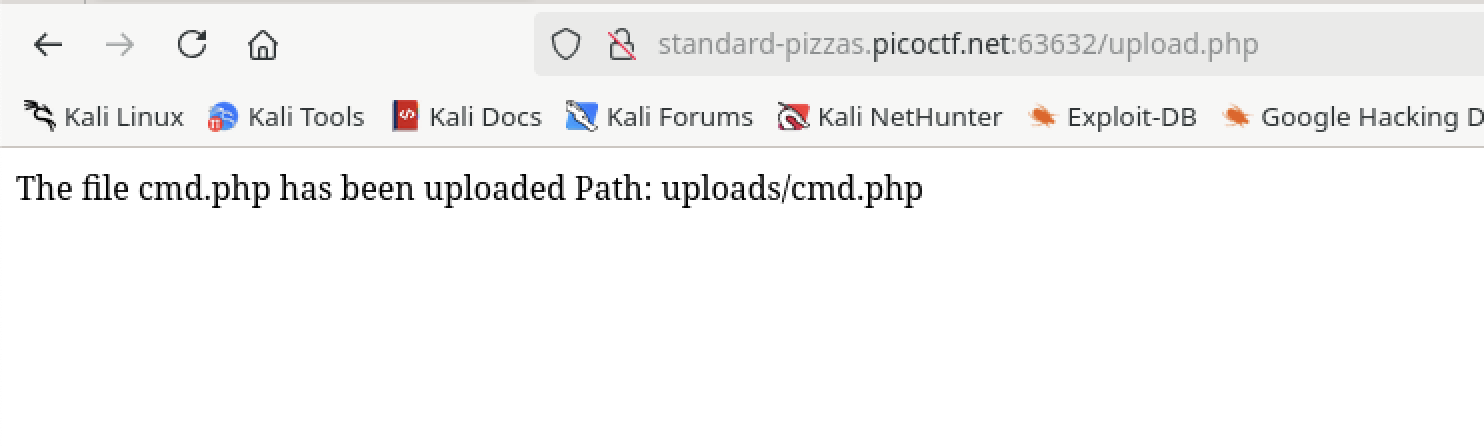 standard-pizzas.picoctf.net:63632/upload.php
Kali Linux Kali Tools Kali Docs Kali Forums Kali NetHunter Exploit-DB Google Hacking D
The file cmd.php has been uploaded Path: uploads/cmd.php